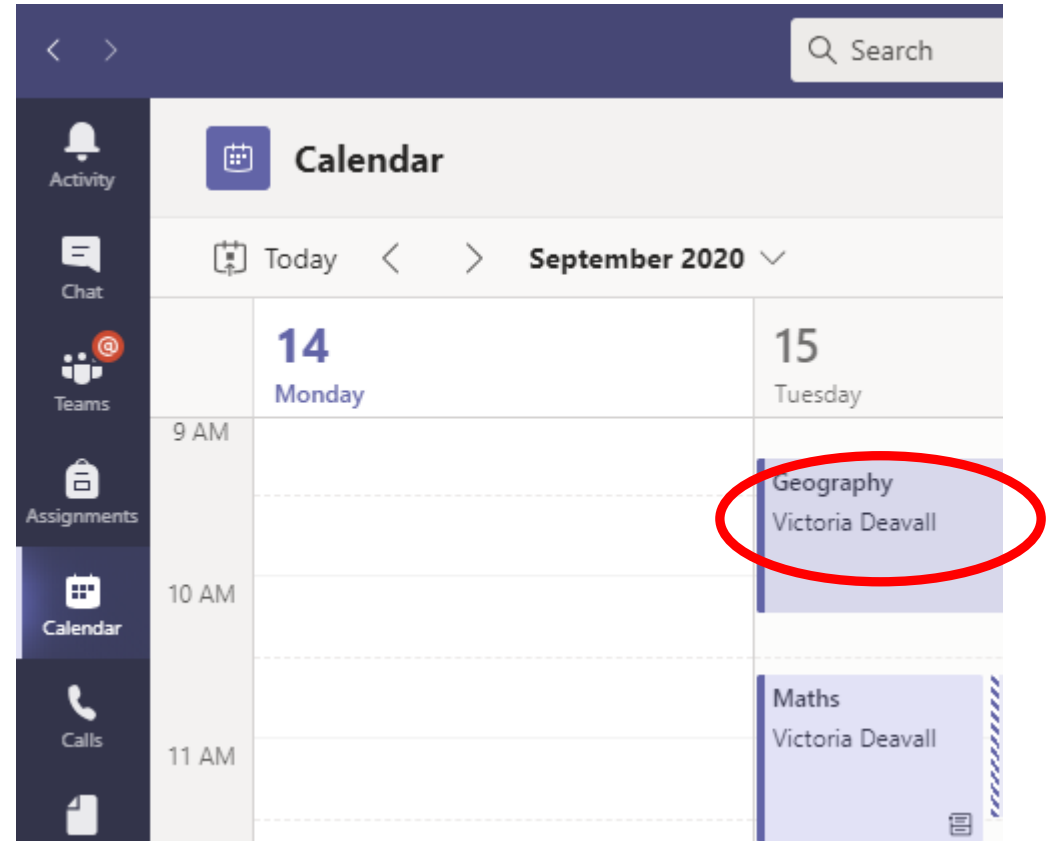 Search
Activity
Calendar
Chat
Today
September 2020
@
Teams
14
Monday
15
Tuesday
9 AM
Geography
Victoria Deavall
Assignments
10 AM
Calendar
Maths
Victoria Deavall
Calls
11 AM